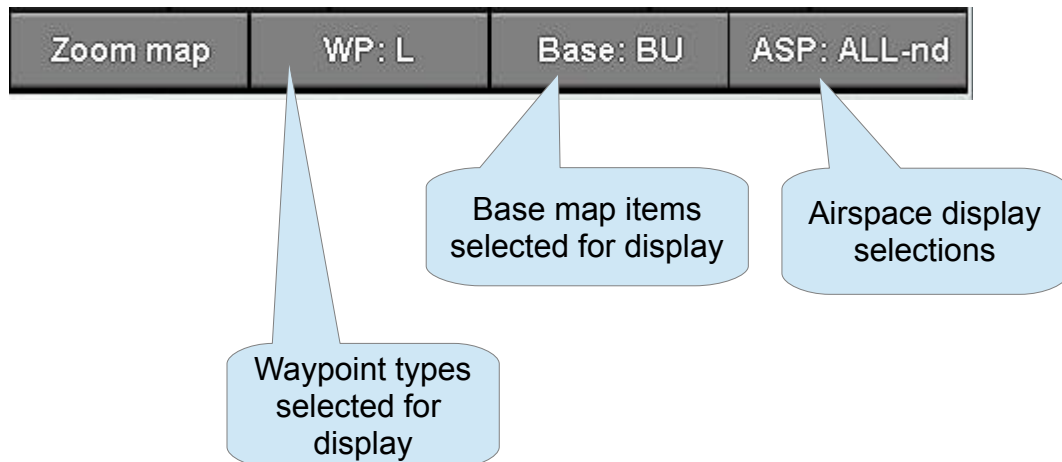 Zoom map WP: L Base: BU ASP: ALL-nd
Base map items
selected for display
Airspace display
selections
Waypoint types
selected for
display